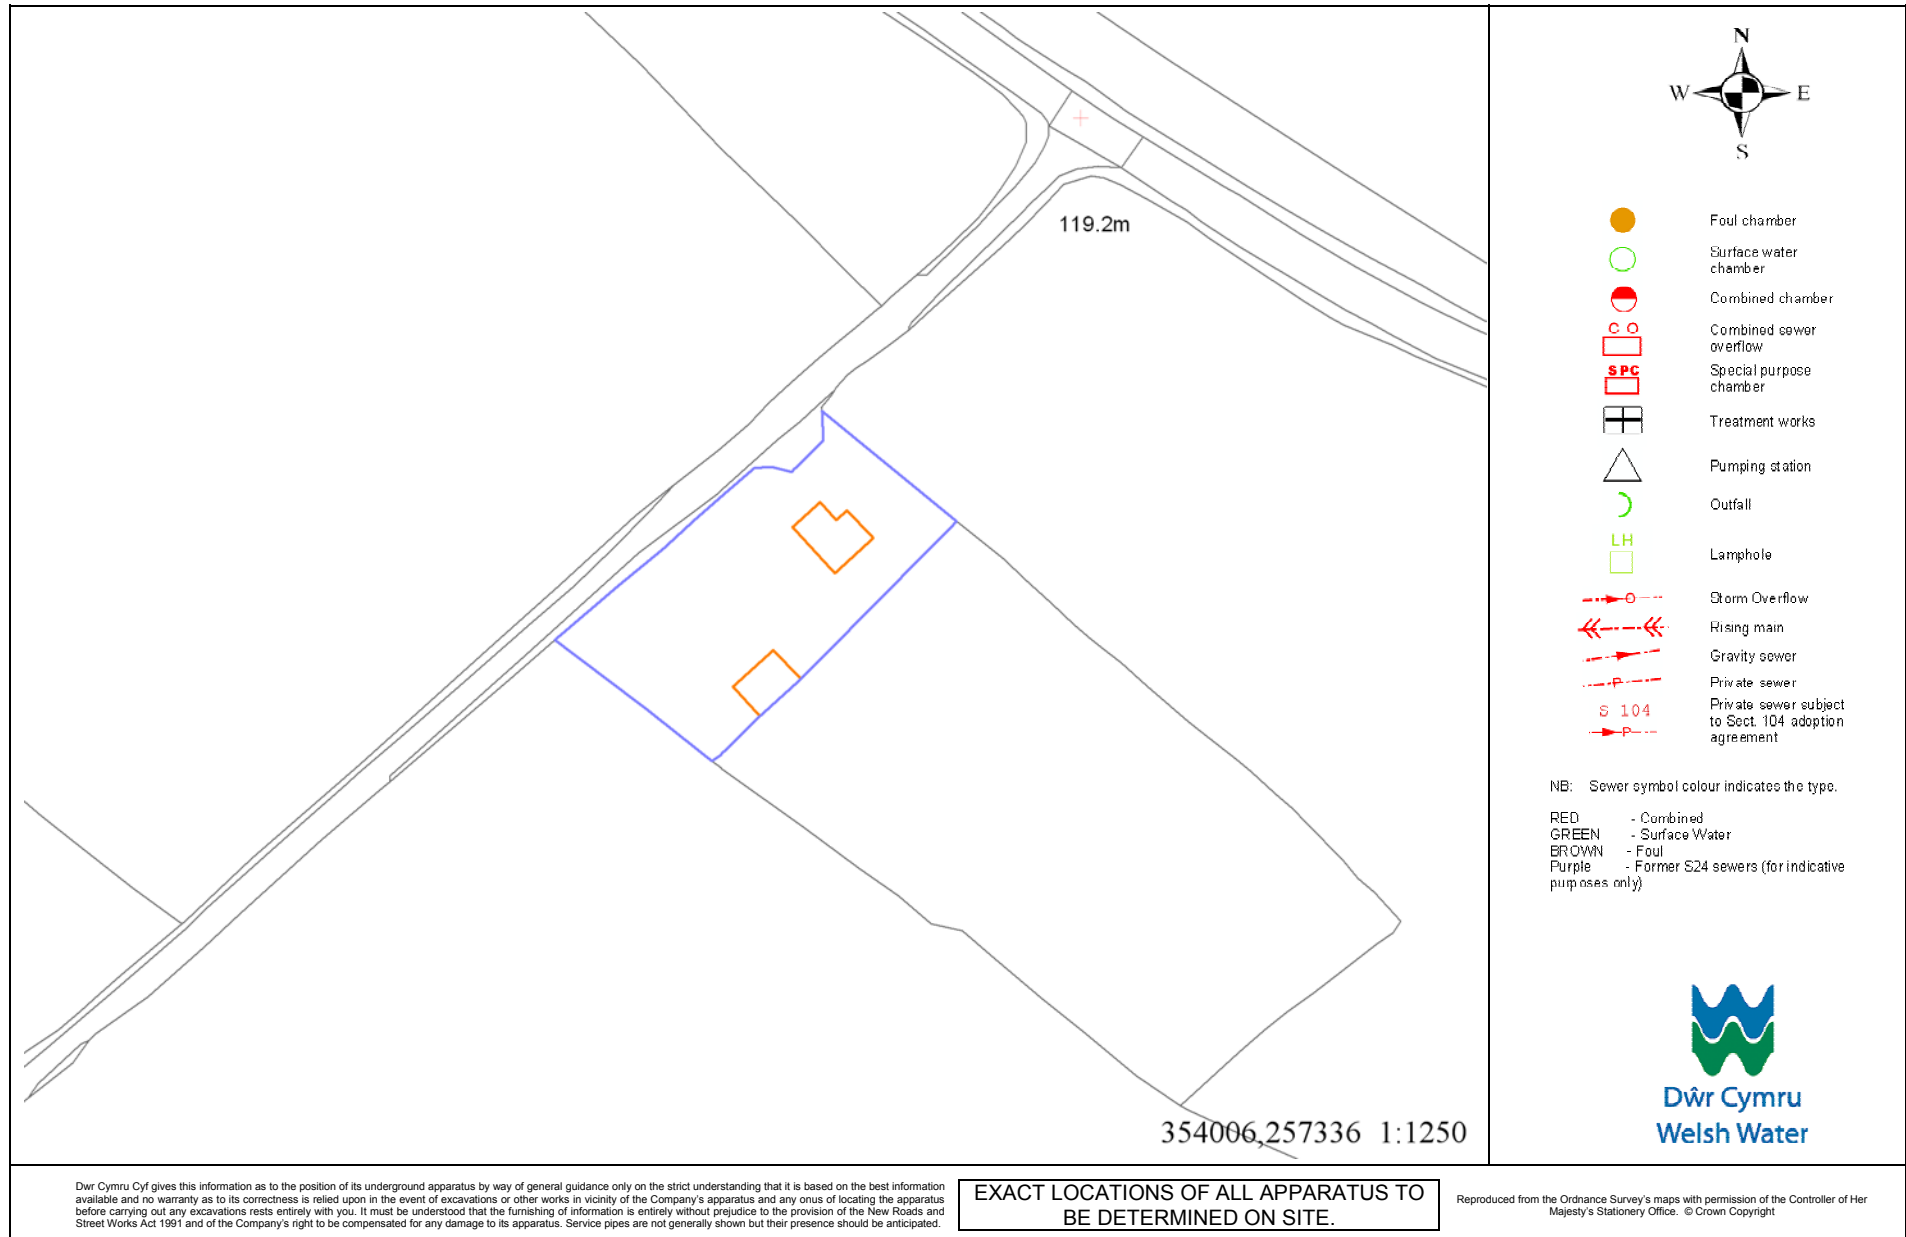 119.2m
354006,257336 1:1250
N
W E
S
Foul chamber
Surface water
chamber
Combined chamber
C O
Combined sewer
overflow
SPC
Special purpose
chamber
Treatment works
Pumping station
Outfall
LH
Lamphole
O
Storm Overflow
Rising main
Gravity sewer
P
Private sewer
S 104
P
Private sewer subject
to Sect. 104 adoption
agreement
NB: Sewer symbol colour indicates the type.
RED - Combined
GREEN - Surface Water
BROWN - Foul
Purple - Former S24 sewers (for indicative
purposes only)
Dŵr Cymru
Welsh Water
Dwr Cymru Cyf gives this information as to the position of its underground apparatus by way of general guidance only on the strict understanding that it is based on the best information
available and no warranty as to its correctness is relied upon in the event of excavations or other works in vicinity of the Company's apparatus and any onus of locating the apparatus
before carrying out any excavations rests entirely with you. It must be understood that the furnishing of information is entirely without prejudice to the provision of the New Roads and
Street Works Act 1991 and of the Company's right to be compensated for any damage to its apparatus. Service pipes are not generally shown but their presence should be anticipated.
EXACT LOCATIONS OF ALL APPARATUS TO
BE DETERMINED ON SITE.
Reproduced from the Ordnance Survey's maps with permission of the Controller of Her
Majesty's Stationery Office. © Crown Copyright